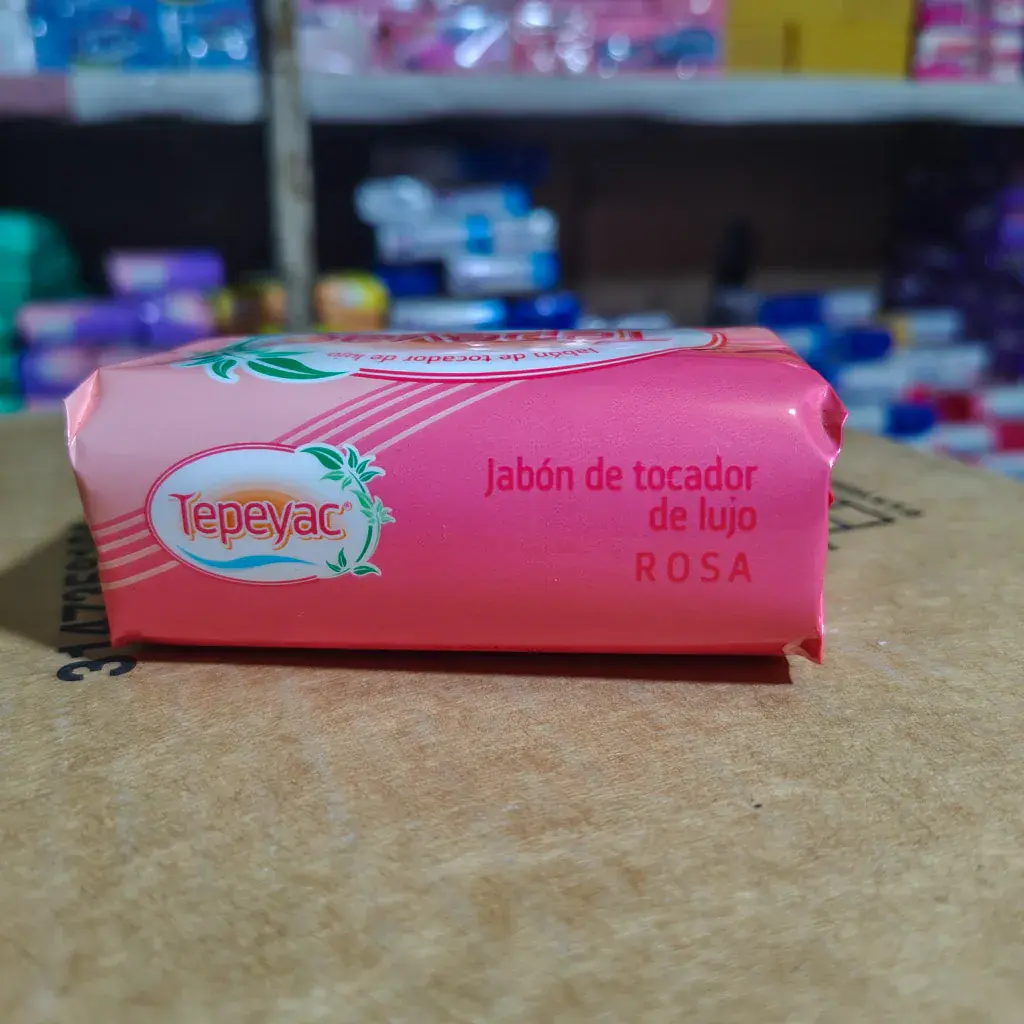 Jabón de tocador de lujo
Tepeyac®
Jabón de tocador
de lujo
ROSA